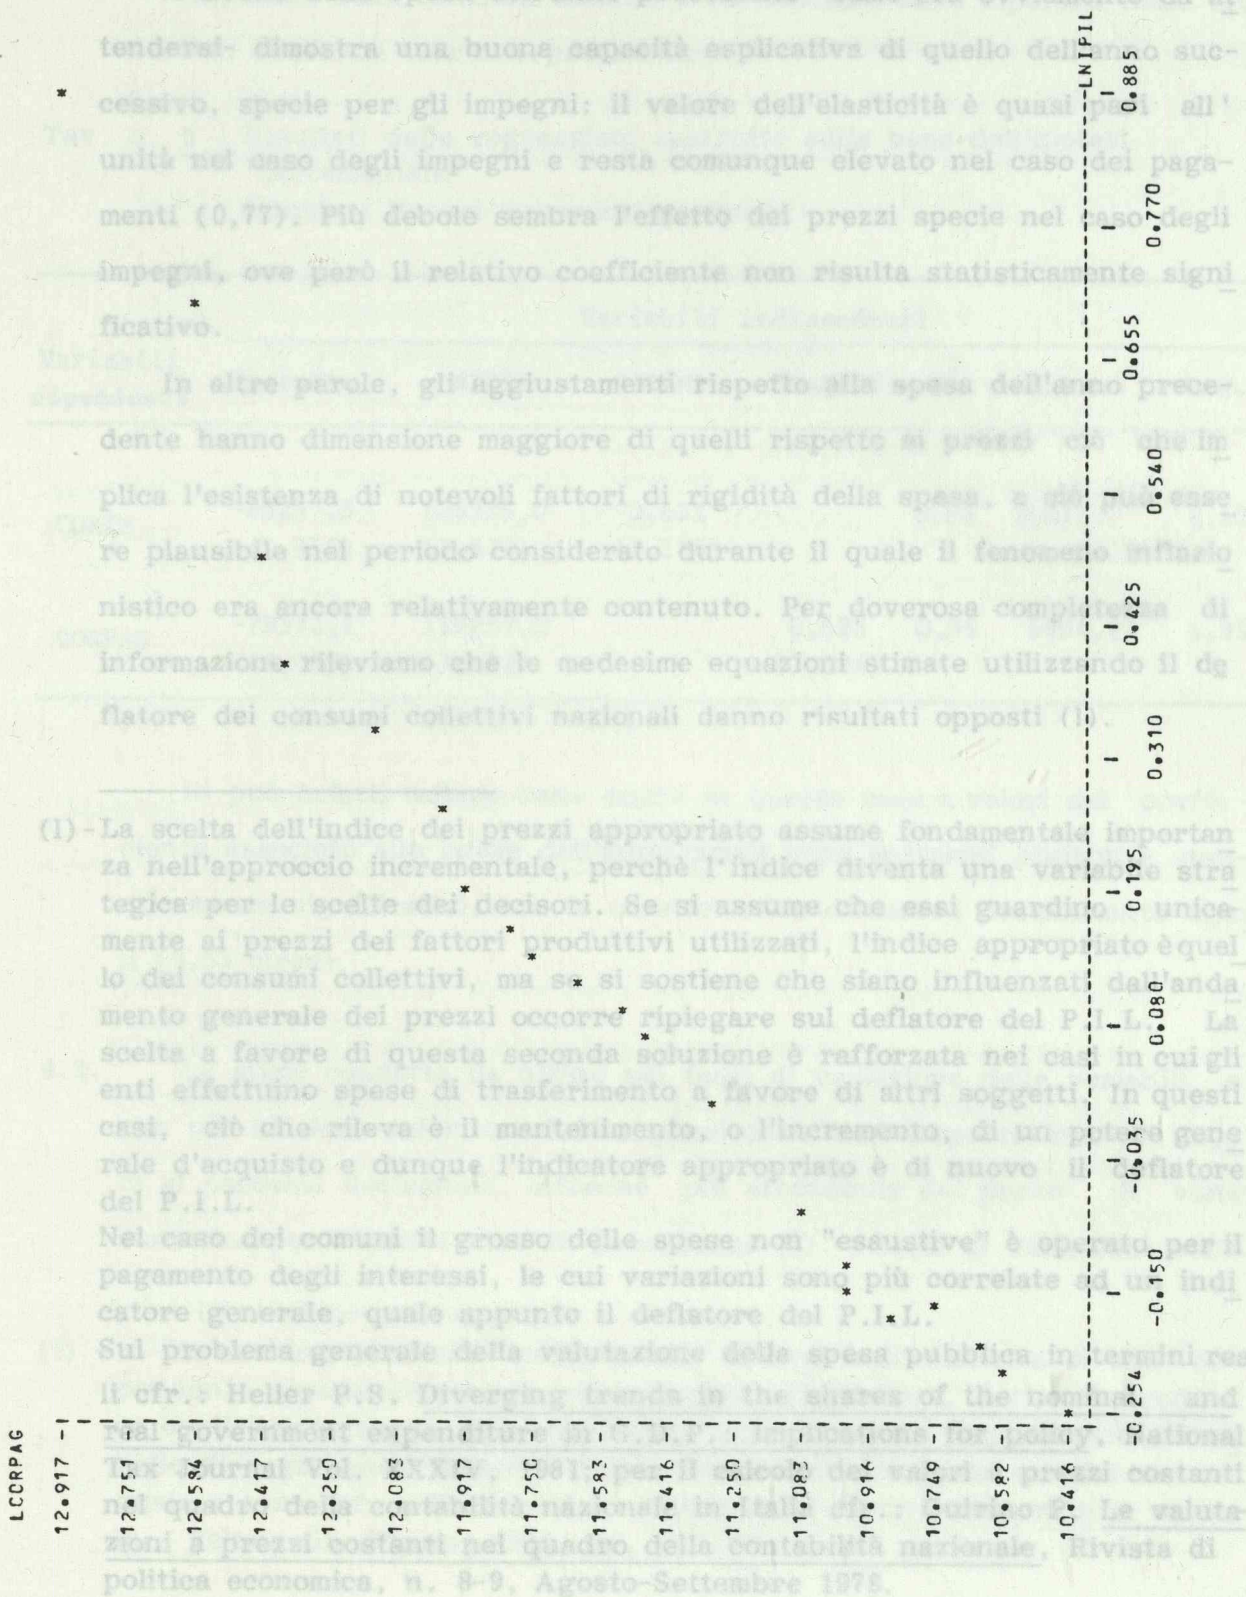 LCORPAG
12.917
12.751
12.584
12.417
12.250
12.083
11.917
11.750
11.583
11.416
11.250
11.083
10.916
10.749
10.582
10.416
-0.254 -0.150 -0.035 0.080 0.195 0.310 0.425 0.540 0.655 0.770 0.885
LNIPIL
tendersi- dimostra una buona capacità esplicativa di quello dell'anno suc-
cessivo, specie per gli impegni: il valore dell'elasticità è quasi pari all'
unità nel caso degli impegni e resta comunque elevato nel caso dei paga-
menti (0,77). Più debole sembra l'effetto dei prezzi specie nel caso degli
impegni, ove però il relativo coefficiente non risulta statisticamente signi
ficativo.
In altre parole, gli aggiustamenti rispetto alla spesa dell'anno prece-
dente hanno dimensione maggiore di quelli rispetto ai prezzi ciò che im
plica l'esistenza di notevoli fattori di rigidità della spesa, e ciò può esse
re plausibile nel periodo considerato durante il quale il fenomeno inflazio
nistico era ancora relativamente contenuto. Per doverosa completezza di
informazione rileviamo che le medesime equazioni stimate utilizzando il de
flatore dei consumi collettivi nazionali danno risultati opposti (1).
(1)-La scelta dell'indice dei prezzi appropriato assume fondamentale importan
za nell'approccio incrementale, perchè l'indice diventa una variabile stra
tegica per le scelte dei decisori. Se si assume che essi guardino unica-
mente ai prezzi dei fattori produttivi utilizzati, l'indice appropriato è quel
lo dei consumi collettivi, ma se si sostiene che siano influenzati dall'anda
mento generale dei prezzi occorre ripiegare sul deflatore del P.I.L. La
scelta a favore di questa seconda soluzione è rafforzata nei casi in cui gli
enti effettuino spese di trasferimento a favore di altri soggetti. In questi
casi, ciò che rileva è il mantenimento, o l'incremento, di un potere gene
rale d'acquisto e dunque l'indicatore appropriato è di nuovo il deflatore
del P.I.L.
Nel caso dei comuni il grosso delle spese non "esaustive" è operato per il
pagamento degli interessi, le cui variazioni sono più correlate ad un indi
catore generale, quale appunto il deflatore del P.I.L.
Sul problema generale della valutazione della spesa pubblica in termini rea
li cfr.: Heller P.S. Diverging trends in the shares of the nominal and
real government expenditure in G.D.P.: implications for policy, National
Tax Journal Vol. XXXIV, 1981; per il calcolo dei valori a prezzi costanti
nel quadro della contabilità nazionale in Italia cfr.: P. Le valuta-
zioni a prezzi costanti nel quadro della contabilità nazionale, Rivista di
politica economica, n. 8-9, Agosto-Settembre 1978.